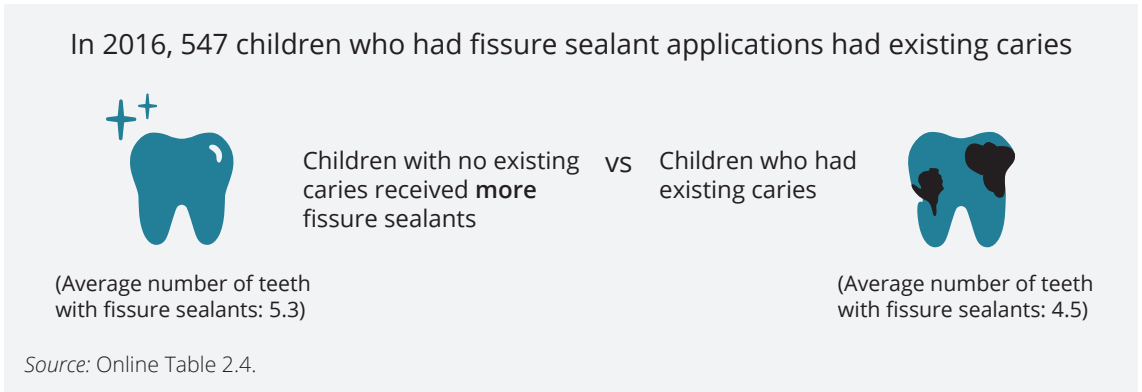 In 2016, 547 children who had fissure sealant applications had existing caries
Children with no existing
caries received more
fissure sealants
vs
Children who had
existing caries
(Average number of teeth
with fissure sealants: 5.3)
(Average number of teeth
with fissure sealants: 4.5)
Source: Online Table 2.4.